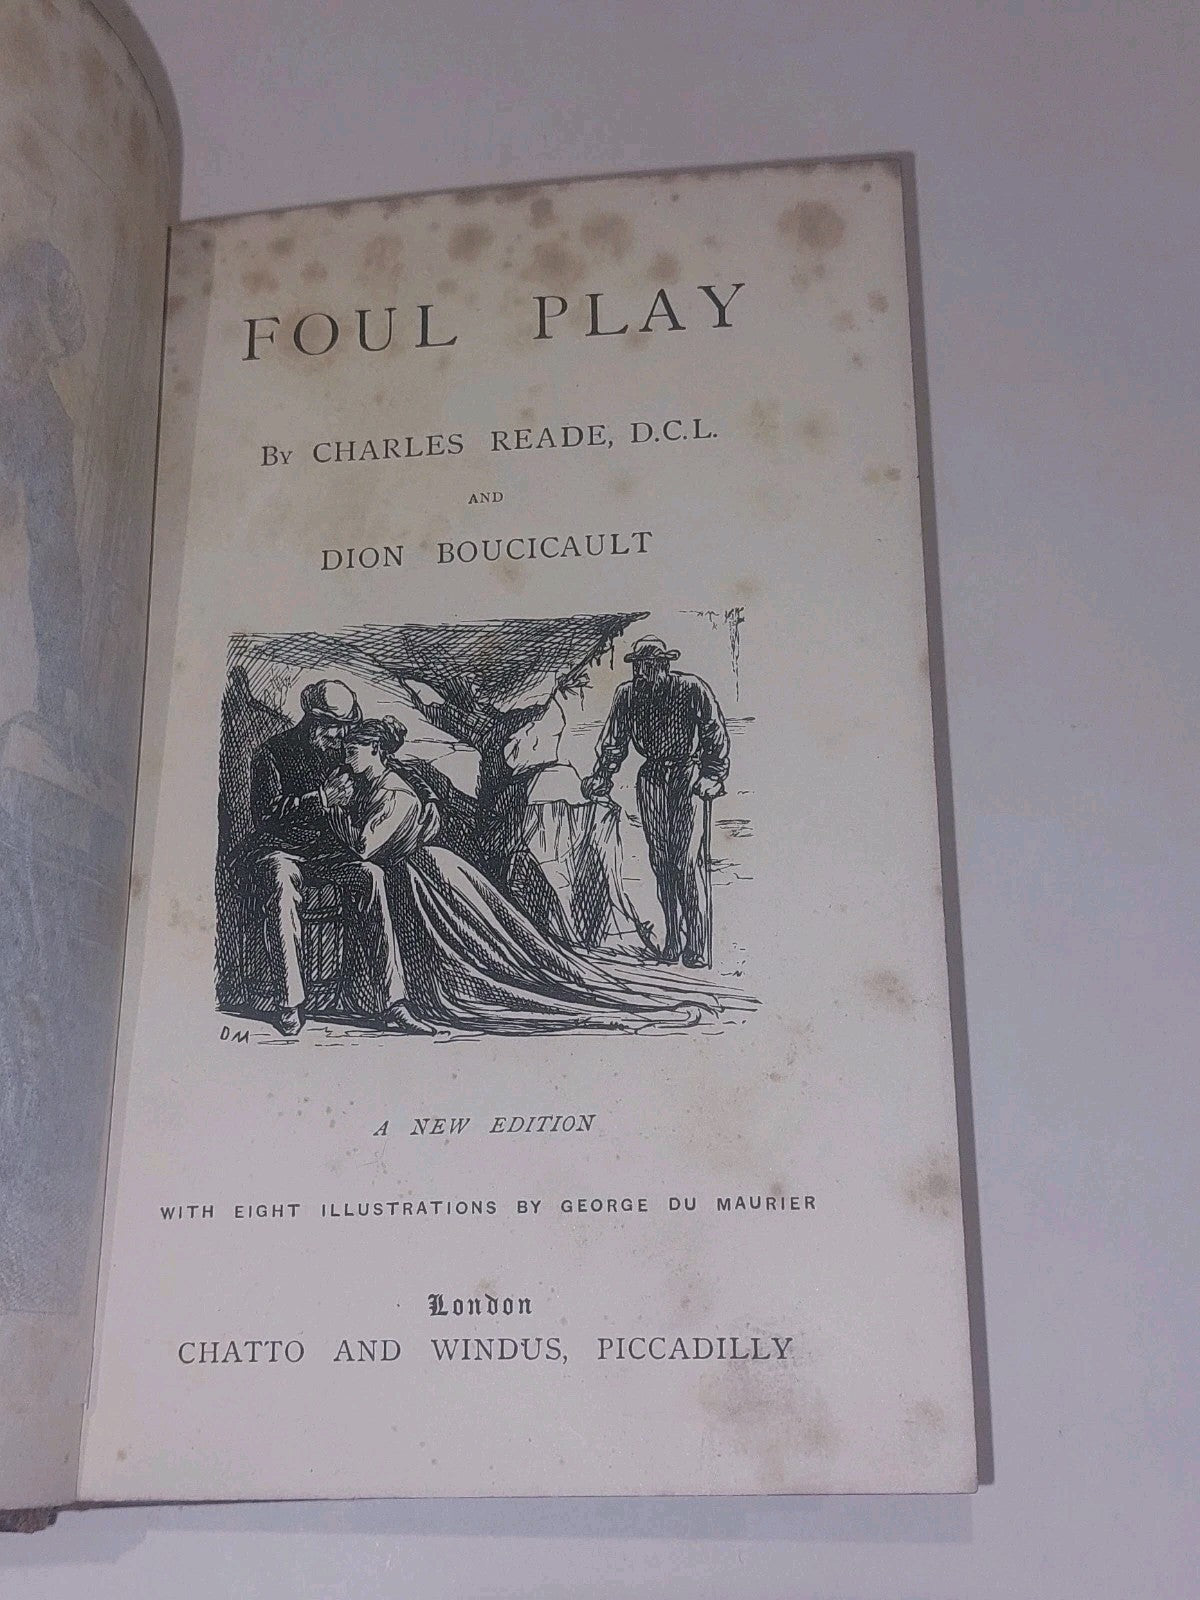 FOUL PLAY
By CHARLES READE, D.C.L.
AND
DION BOUCICAULT
DM
A NEW EDITION
WITH EIGHT ILLUSTRATIONS BY GEORGE DU MAURIER
London
CHATTO AND WINDUS, PICCADILLY